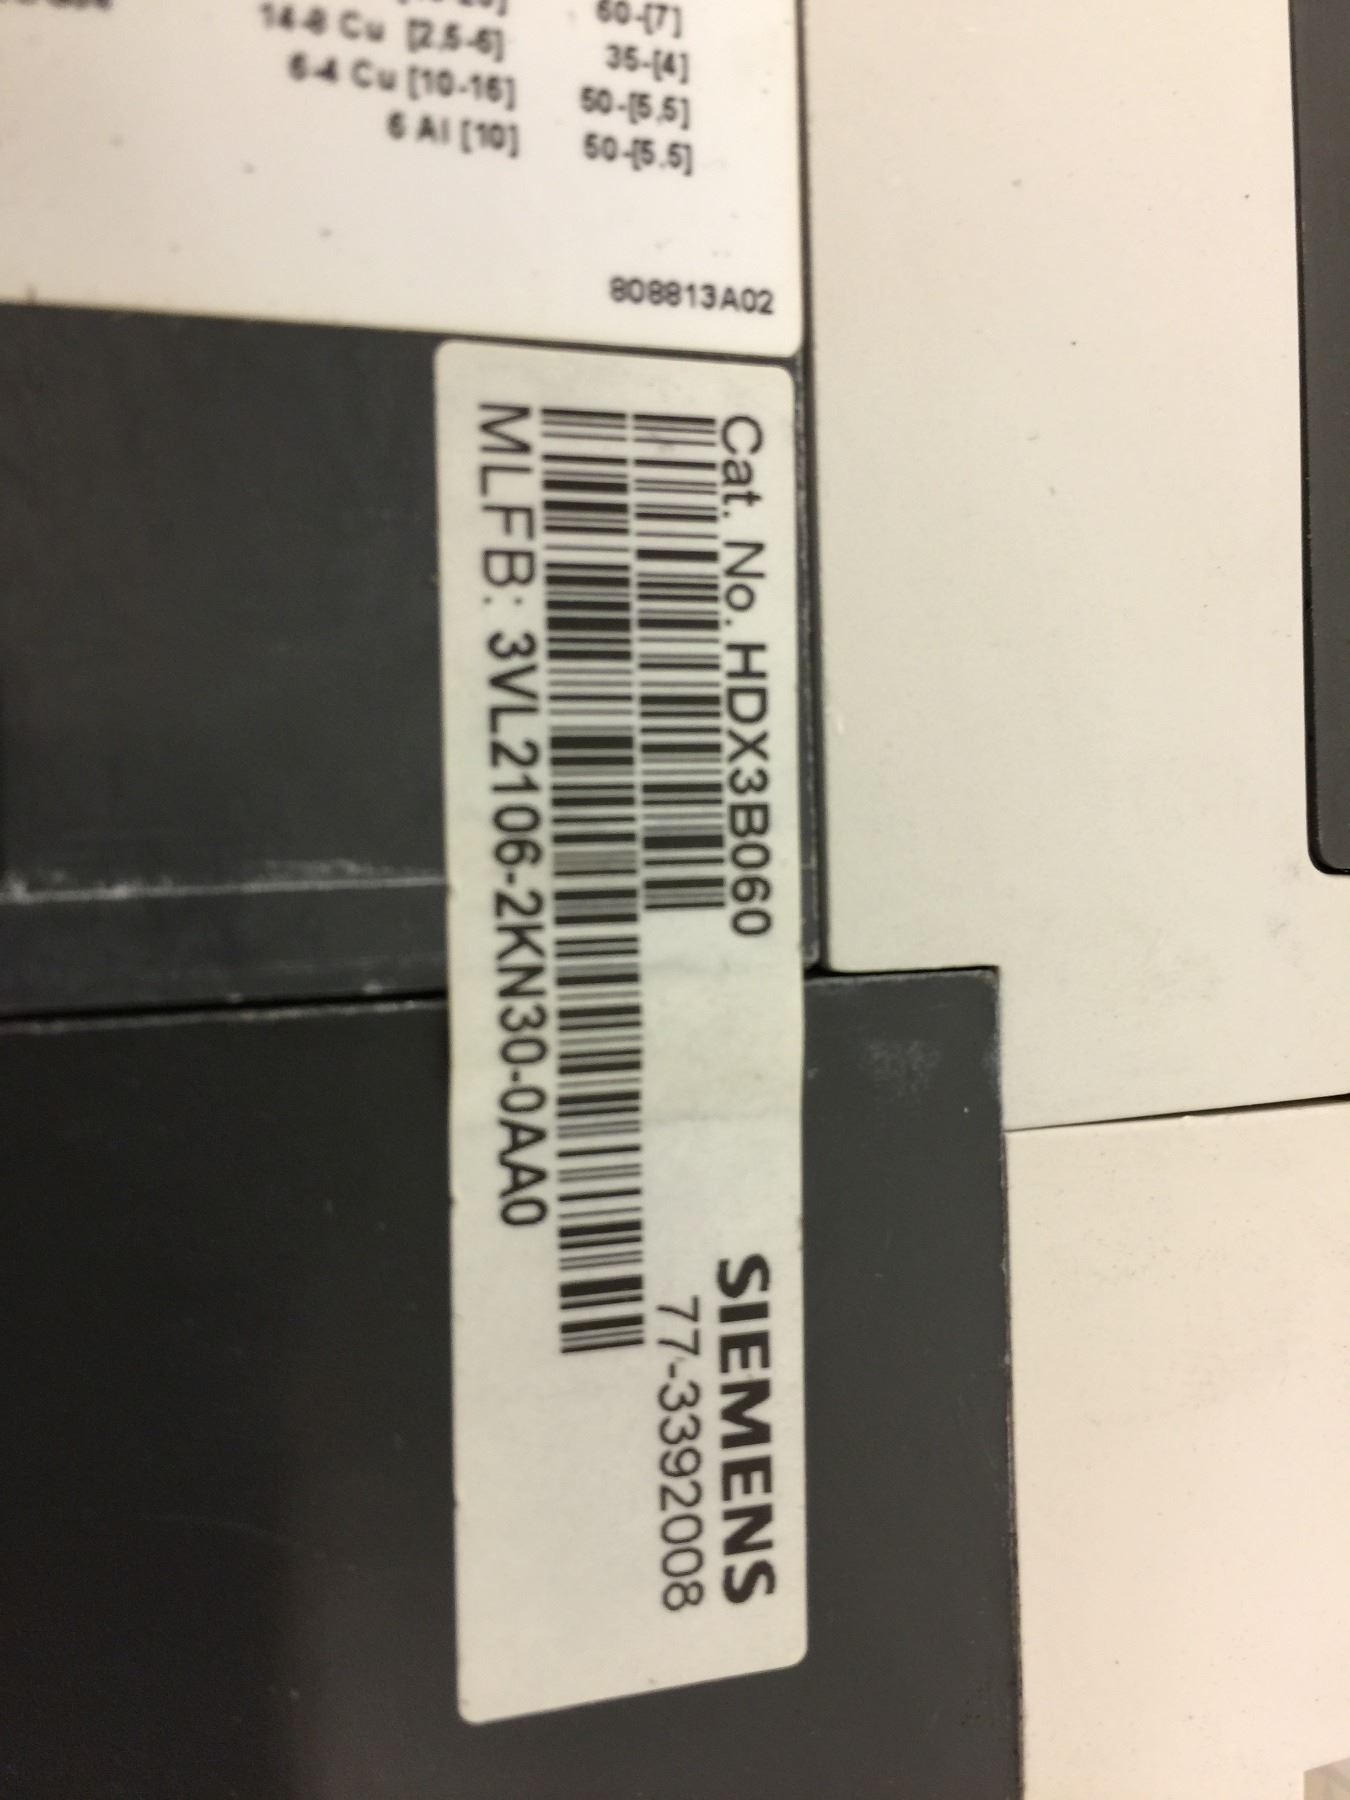 60-[7]
14-8 Cu [2,5-6] 35-[4]
6-4 Cu [10-16] 50-[5,5]
6 Al [10] 50-[5,5]
808813A02
Cat. No. HDX3B060
SIEMENS
77-3392008
MLFB: 3VL2106-2KN30-0AA0